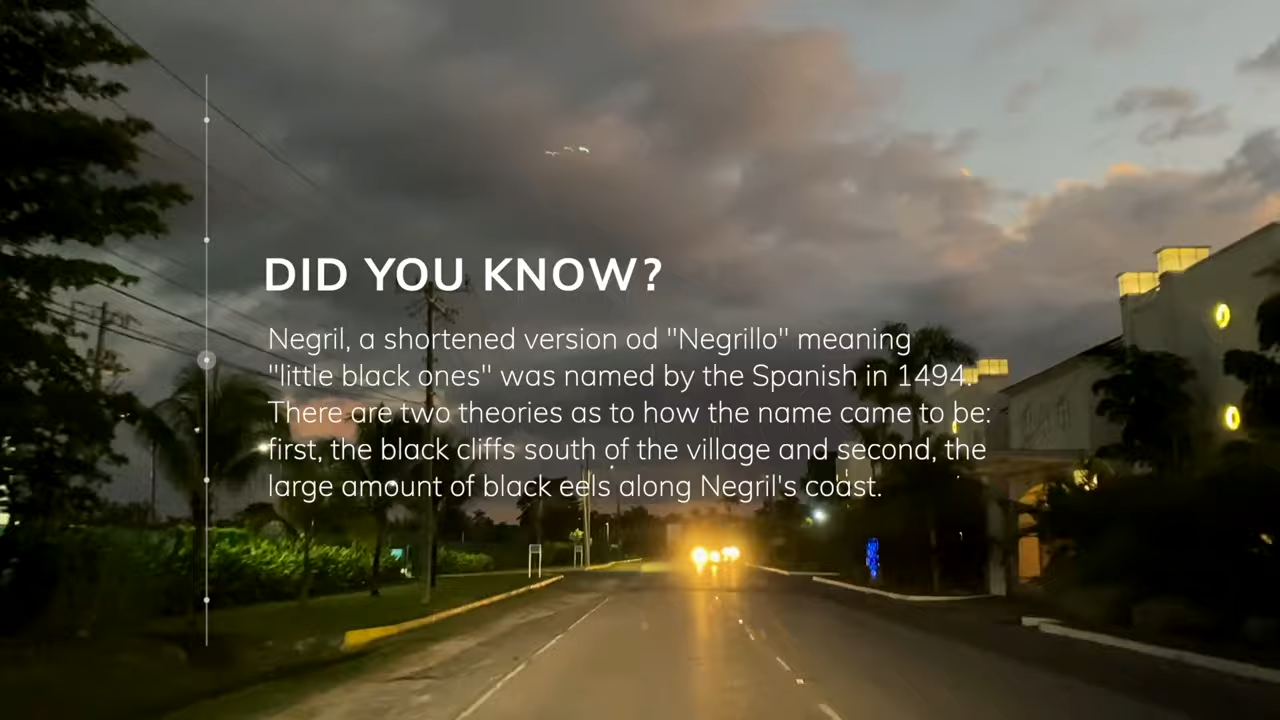 DID YOU KNOW?
Negril, a shortened version od "Negrillo" meaning
"little black ones" was named by the Spanish in 1494.
There are two theories as to how the name came to be:
first, the black cliffs south of the village and second, the
large amount of black eels along Negril's coast.